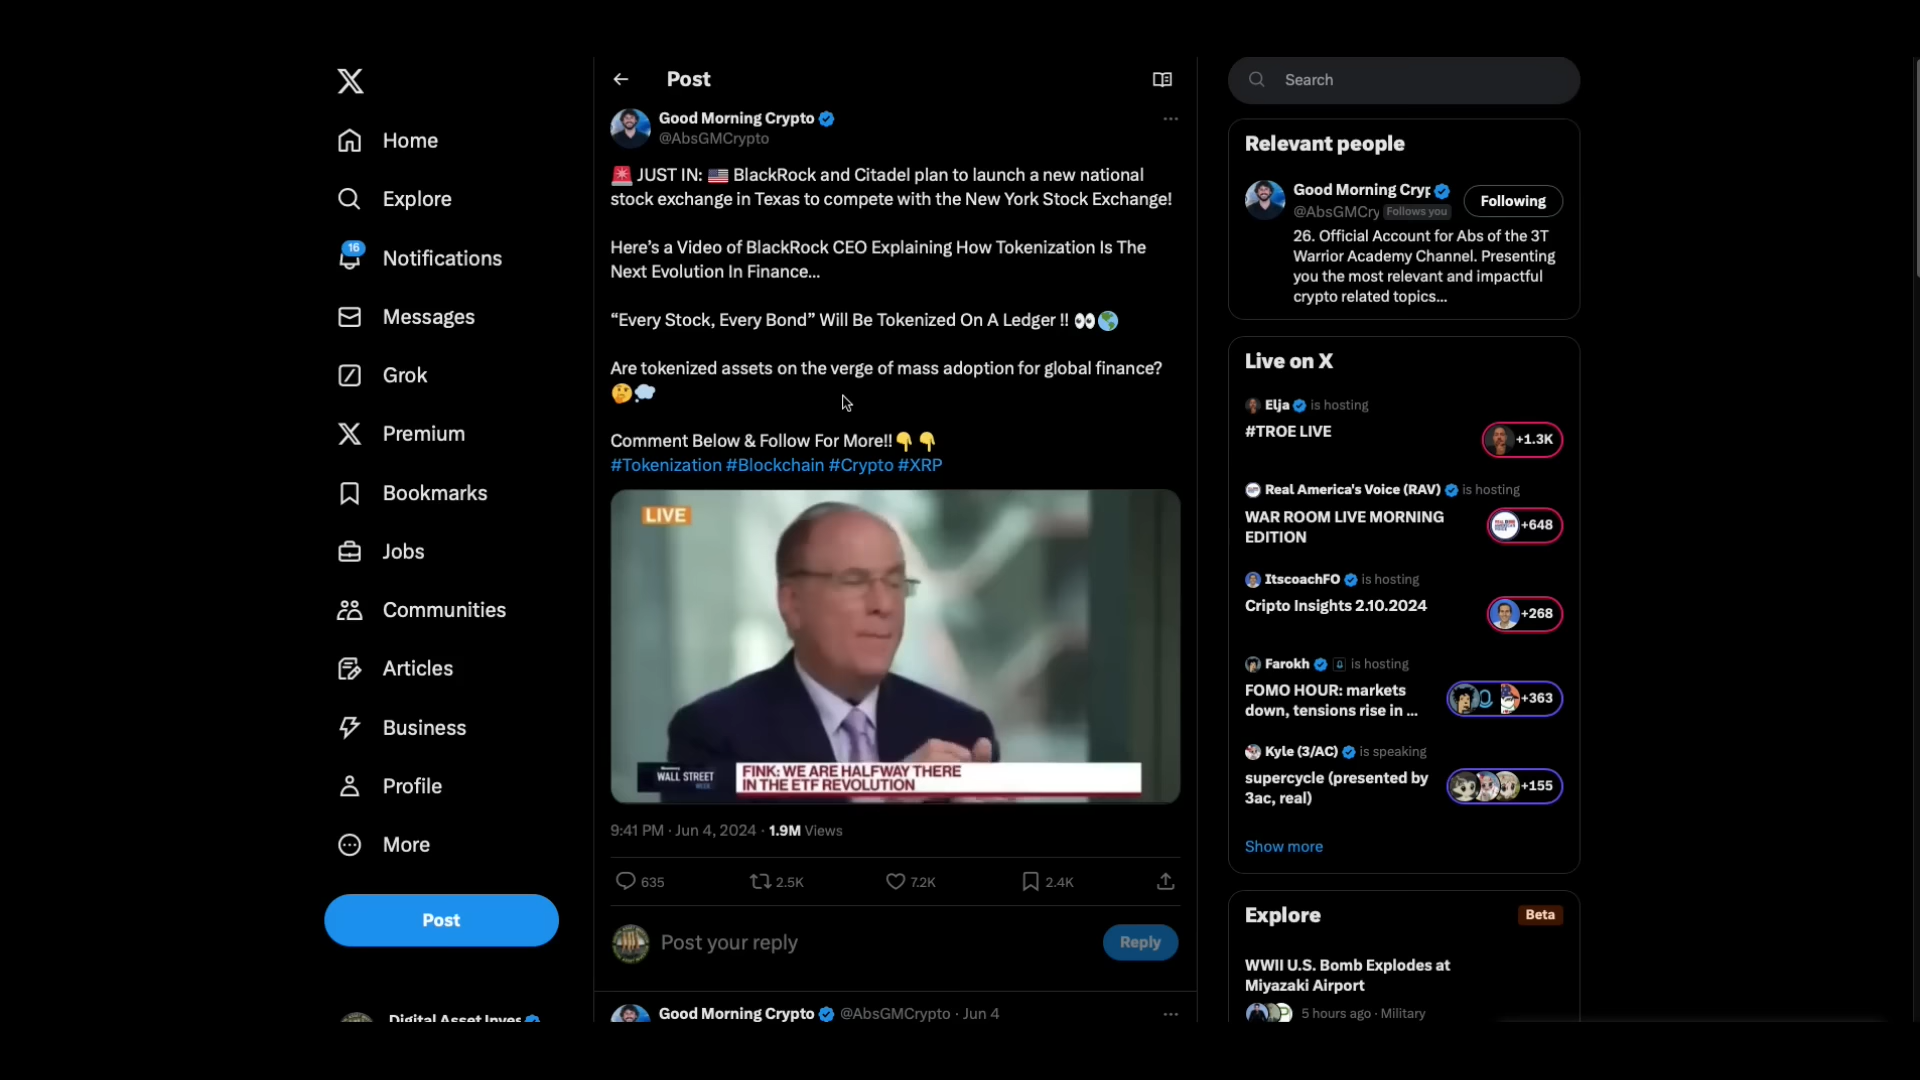 Home
Explore
16
Notifications
Messages
Grok
Premium
Bookmarks
Jobs
Communities
Articles
Business
Profile
More
Post
Digital Asset Inves
Post
Good Morning Crypto
@AbsGMCrypto
JUST IN: BlackRock and Citadel plan to launch a new national
stock exchange in Texas to compete with the New York Stock Exchange!
Here’s a Video of BlackRock CEO Explaining How Tokenization Is The
Next Evolution In Finance...
“Every Stock, Every Bond” Will Be Tokenized On A Ledger !!
Are tokenized assets on the verge of mass adoption for global finance?
Comment Below & Follow For More!!
#Tokenization #Blockchain #Crypto #XRP
LIVE
WALL STREET
WEEK
FINK: WE ARE HALFWAY THERE
IN THE ETF REVOLUTION
9:41 PM · Jun 4, 2024 · 1.9M Views
635
2.5K
7.2K
2.4K
Post your reply
Reply
Good Morning Crypto @AbsGMCrypto · Jun 4
Search
Relevant people
Good Morning Cryp
@AbsGMCry Follows you
Following
26. Official Account for Abs of the 3T
Warrior Academy Channel. Presenting
you the most relevant and impactful
crypto related topics...
Live on X
Elja is hosting
#TROE LIVE
+1.3K
Real America's Voice (RAV) is hosting
WAR ROOM LIVE MORNING
EDITION
+648
ItscoachFO is hosting
Cripto Insights 2.10.2024
+268
Farokh is hosting
FOMO HOUR: markets
down, tensions rise in ...
+363
Kyle (3/AC) is speaking
supercycle (presented by
3ac, real)
+155
Show more
Explore
Beta
WWII U.S. Bomb Explodes at
Miyazaki Airport
5 hours ago · Military